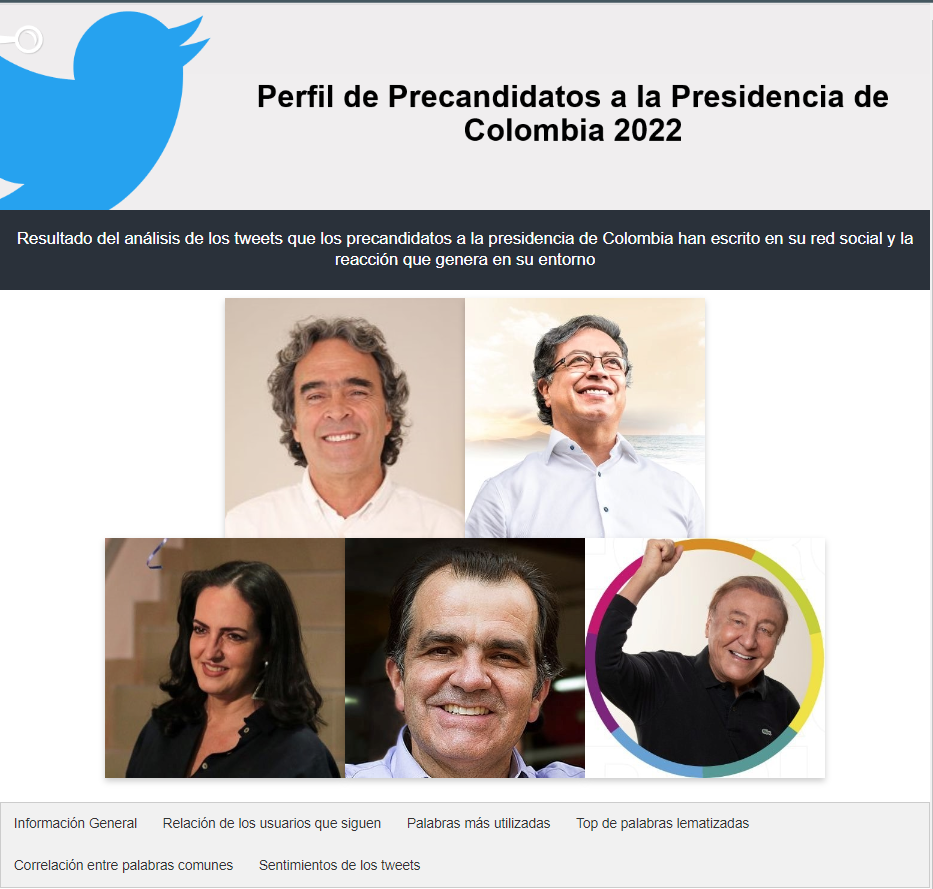 Perfil de Precandidatos a la Presidencia de
Colombia 2022
Resultado del análisis de los tweets que los precandidatos a la presidencia de Colombia han escrito en su red social y la
reacción que genera en su entorno
Información General
Relación de los usuarios que siguen
Palabras más utilizadas
Top de palabras lematizadas
Correlación entre palabras comunes
Sentimientos de los tweets